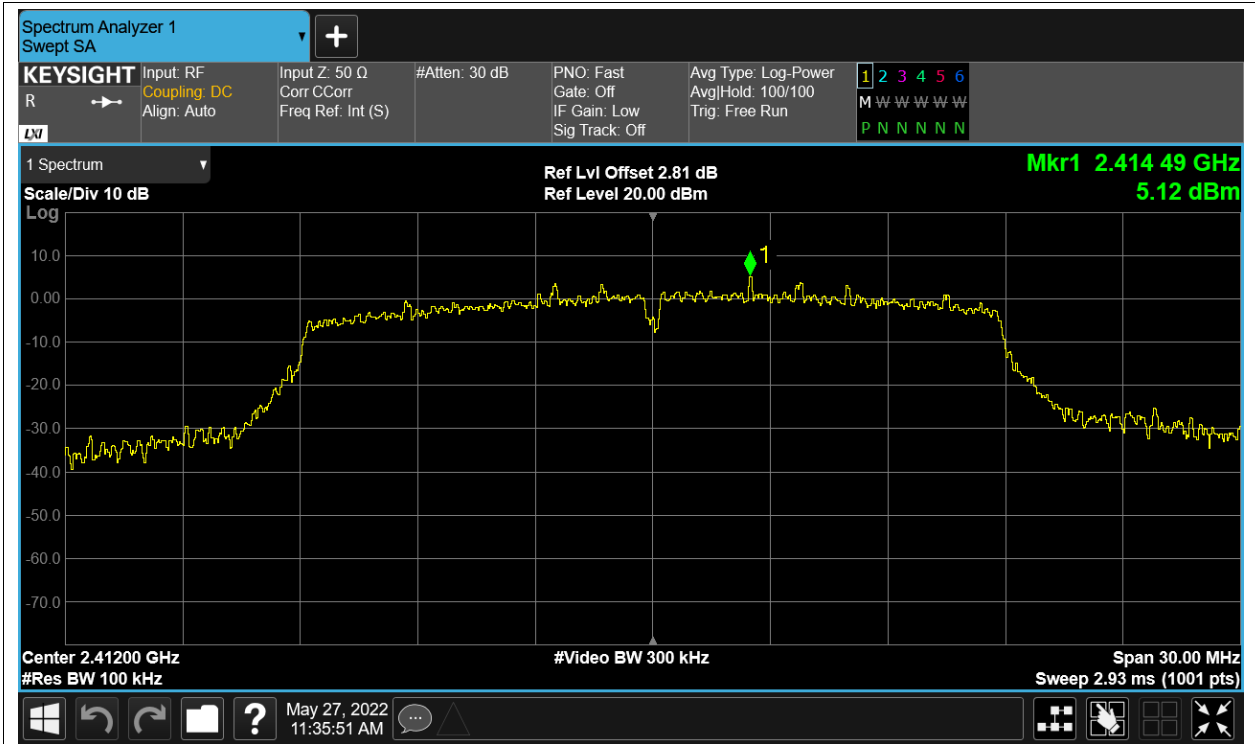 Spectrum Analyzer 1
Swept SA
KEYSIGHT
R
LXI
Input: RF
Coupling: DC
Align: Auto
Input Z: 50 Ω
Corr CCorr
Freq Ref: Int (S)
#Atten: 30 dB
PNO: Fast
Gate: Off
IF Gain: Low
Sig Track: Off
Avg Type: Log-Power
Avg|Hold: 100/100
Trig: Free Run
1 2 3 4 5 6
M W W W W W
P N N N N N
1 Spectrum
Scale/Div 10 dB
Log
Ref Lvl Offset 2.81 dB
Ref Level 20.00 dBm
Mkr1 2.414 49 GHz
5.12 dBm
1
10.0
0.00
-10.0
-20.0
-30.0
-40.0
-50.0
-60.0
-70.0
Center 2.41200 GHz
#Res BW 100 kHz
#Video BW 300 kHz
Span 30.00 MHz
Sweep 2.93 ms (1001 pts)
?
May 27, 2022
11:35:51 AM